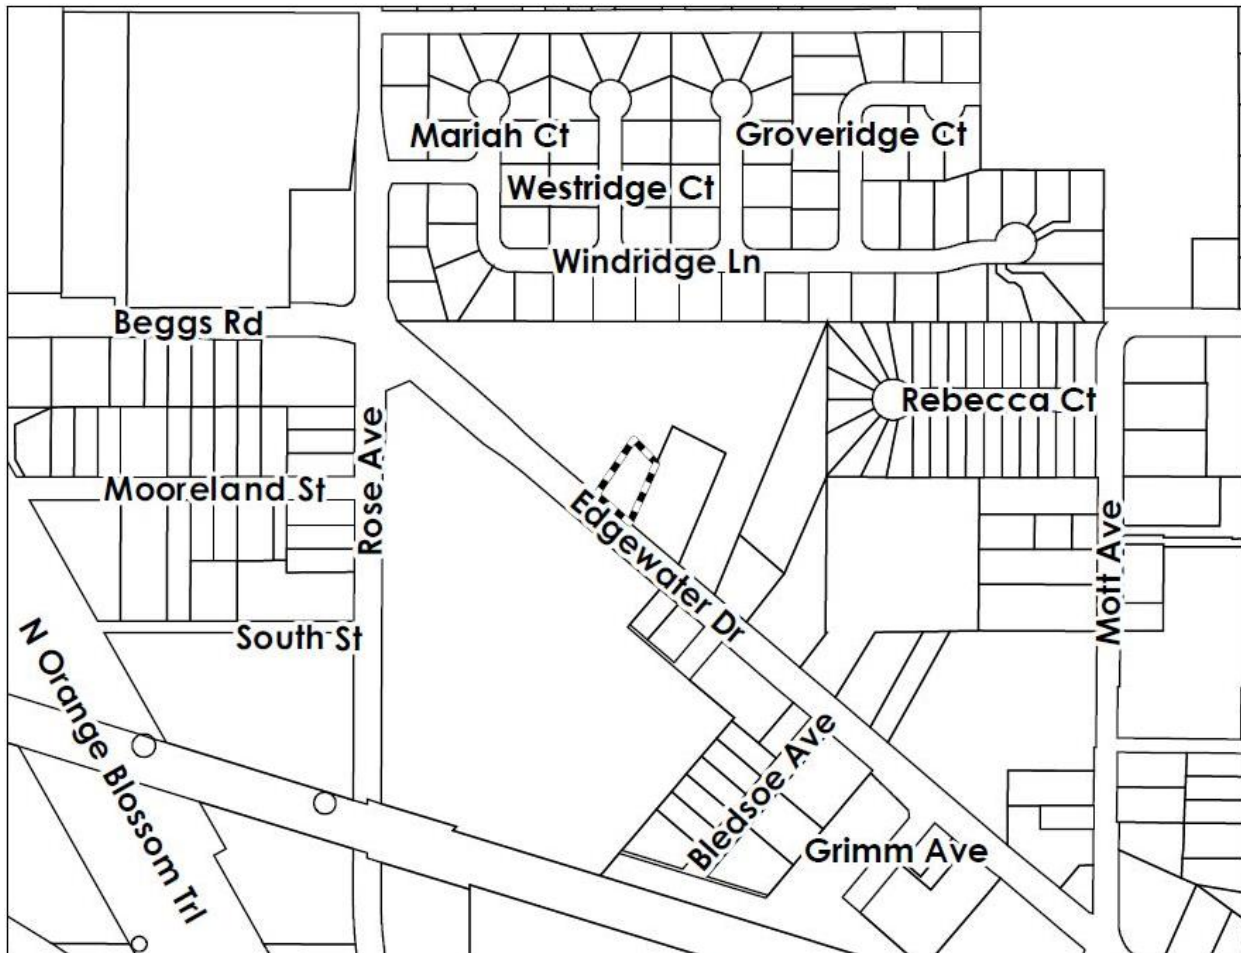 Mariah Ct
Groveridge Ct
Westridge Ct
Windridge Ln
Beggs Rd
Rebecca Ct
Rose Ave
Mooreland St
Edgewater Dr
Mott Ave
South St
N Orange Blossom Trl
Bledsoe Ave
Grimm Ave